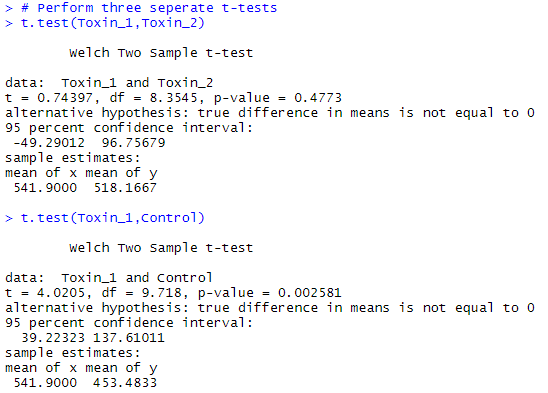 > # Perform three seperate t-tests
> t.test(Toxin_1,Toxin_2)
Welch Two Sample t-test
data:  Toxin_1 and Toxin_2
t = 0.74397, df = 8.3545, p-value = 0.4773
alternative hypothesis: true difference in means is not equal to 0
95 percent confidence interval:
 -49.29012  96.75679
sample estimates:
mean of x mean of y
 541.9000  518.1667
> t.test(Toxin_1,Control)
Welch Two Sample t-test
data:  Toxin_1 and Control
t = 4.0205, df = 9.718, p-value = 0.002581
alternative hypothesis: true difference in means is not equal to 0
95 percent confidence interval:
  39.22323 137.61011
sample estimates:
mean of x mean of y
 541.9000  453.4833